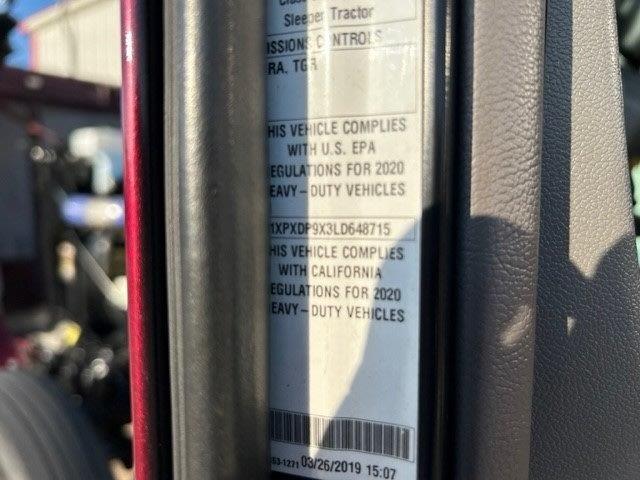 Sleeper Tractor
ISSIONS CONTROLS
RA, TGR
HIS VEHICLE COMPLIES
WITH U.S. EPA
EGULATIONS FOR 2020
EAVY-DUTY VEHICLES
1XPXDP9X3LD648715
HIS VEHICLE COMPLIES
WITH CALIFORNIA
EGULATIONS FOR 2020
EAVY-DUTY VEHICLES
03/26/2019 15:07